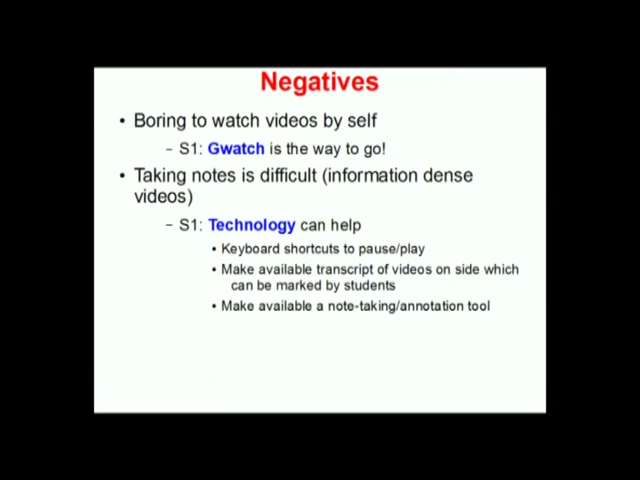 Negatives
• Boring to watch videos by self
– S1: Gwatch is the way to go!
• Taking notes is difficult (information dense
videos)
– S1: Technology can help
• Keyboard shortcuts to pause/play
• Make available transcript of videos on side which
can be marked by students
• Make available a note-taking/annotation tool